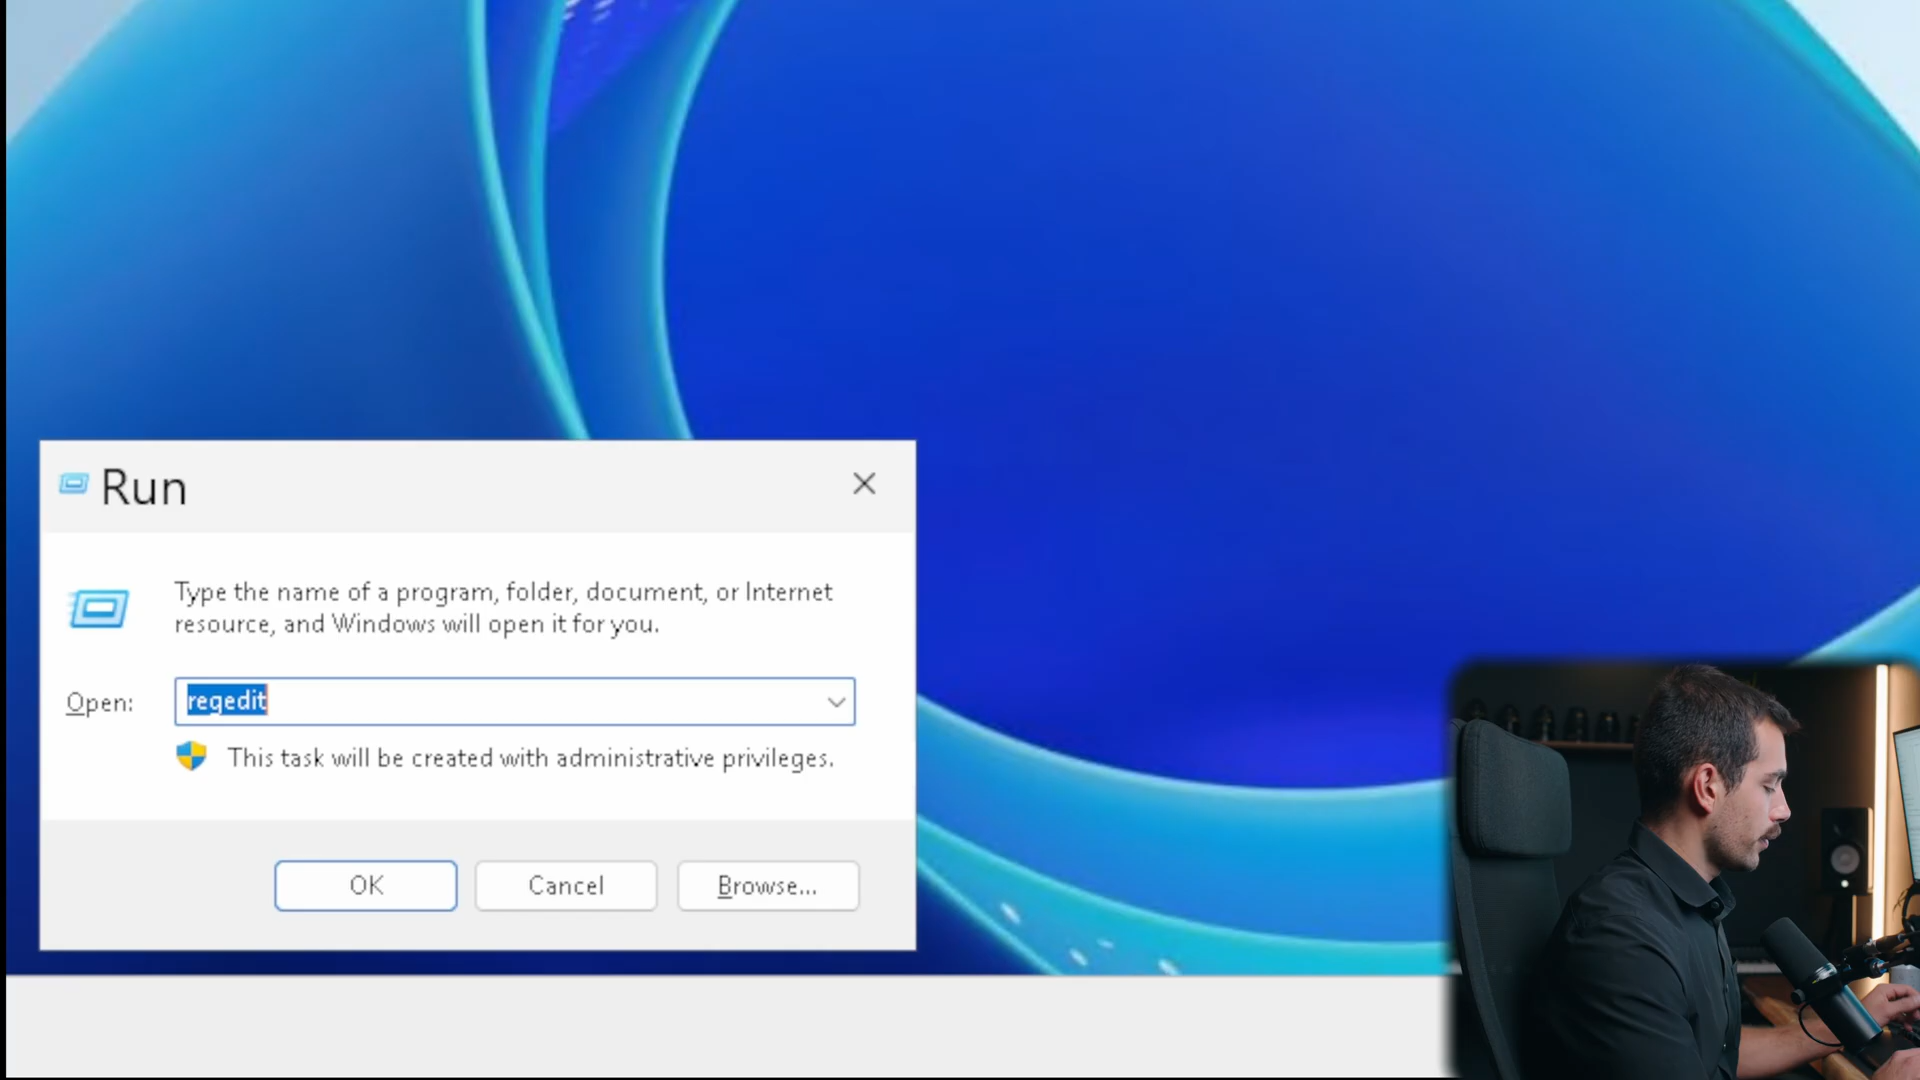 Run
Type the name of a program, folder, document, or Internet
resource, and Windows will open it for you.
Open:
regedit
This task will be created with administrative privileges.
OK
Cancel
Browse...